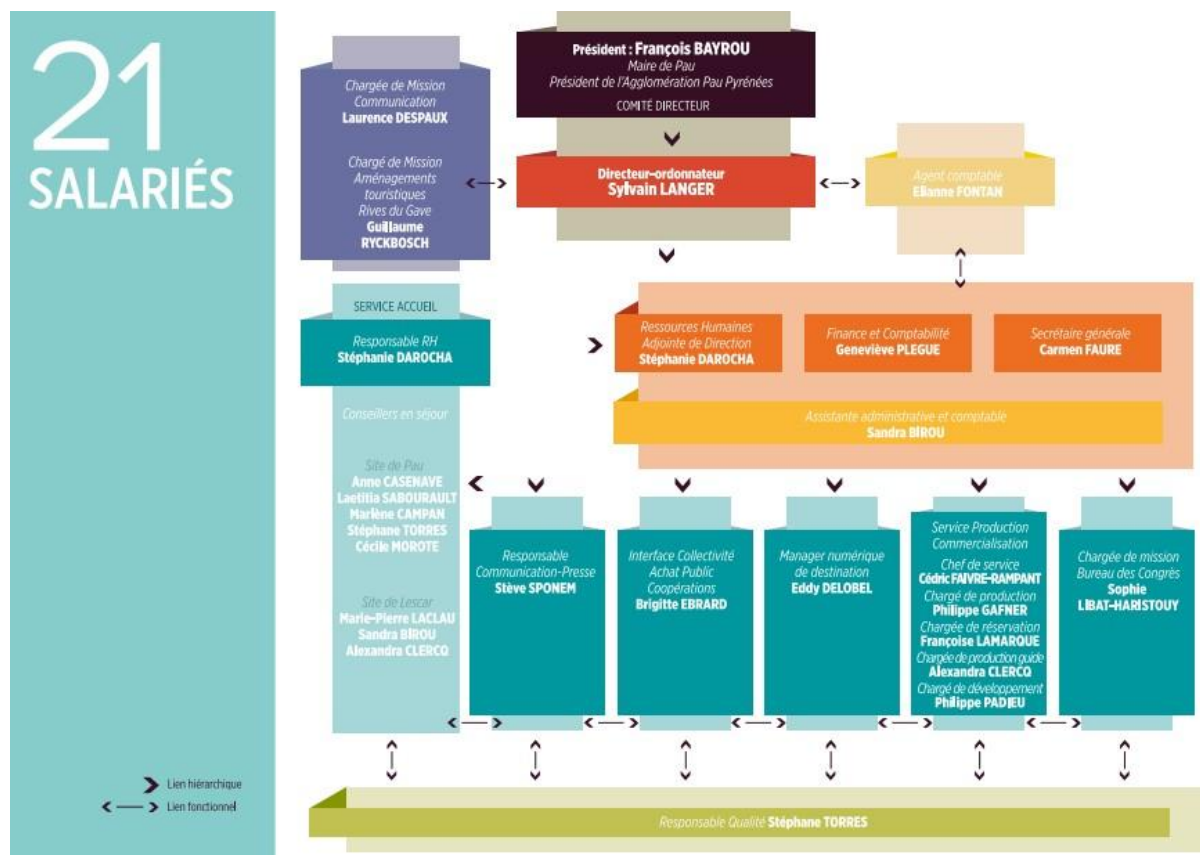 21
SALARIÉS
Chargée de Mission
Communication
Laurence DESPAUX
Chargé de Mission
Aménagements
touristiques
Rives du Gave
Guillaume
RYCKBOSCH
Président : François BAYROU
Maire de Pau
Président de l'Agglomération Pau Pyrénées
COMITÉ DIRECTEUR
Directeur-ordonnateur
Sylvain LANGER
Agent comptable
Elianne FONTAN
SERVICE ACCUEIL
Responsable RH
Stéphanie DAROCHA
Ressources Humaines
Adjointe de Direction
Stéphanie DAROCHA
Finance et Comptabilité
Geneviève PLEGUE
Secrétaire générale
Carmen FAURE
Assistante administrative et comptable
Sandra BÏROU
Conseillers en séjour
Site de Pau
Anne CASENAVE
Laetitia SABOURAULT
Marlène CAMPAN
Stéphane TORRES
Cécile MOROTE
Site de Lescar
Marie-Pierre LACLAU
Sandra BÏROU
Alexandra CLERCQ
Responsable
Communication-Presse
Stève SPONEM
Interface Collectivité
Achat Public
Coopérations
Brigitte EBRARD
Manager numérique
de destination
Eddy DELOBEL
Service Production
Commercialisation
Chef de service
Cédric FAIVRE-RAMPANT
Chargé de production
Philippe GAFNER
Chargée de réservation
Françoise LAMARQUE
Chargée de production guide
Alexandra CLERCQ
Chargé de développement
Philippe PADIEU
Chargée de mission
Bureau des Congrès
Sophie
LIBAT-HARISTOUY
Lien hiérarchique
Lien fonctionnel
Responsable Qualité Stéphane TORRES